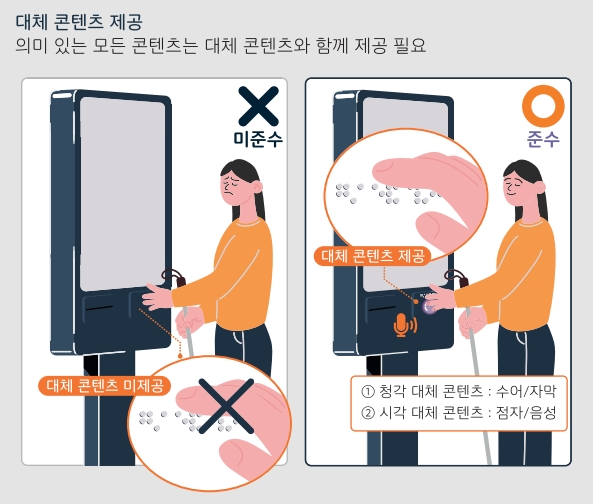 대체 콘텐츠 제공
의미 있는 모든 콘텐츠는 대체 콘텐츠와 함께 제공 필요
미준수
대체 콘텐츠 미제공
준수
대체 콘텐츠 제공
① 청각 대체 콘텐츠 : 수어/자막
② 시각 대체 콘텐츠 : 점자/음성